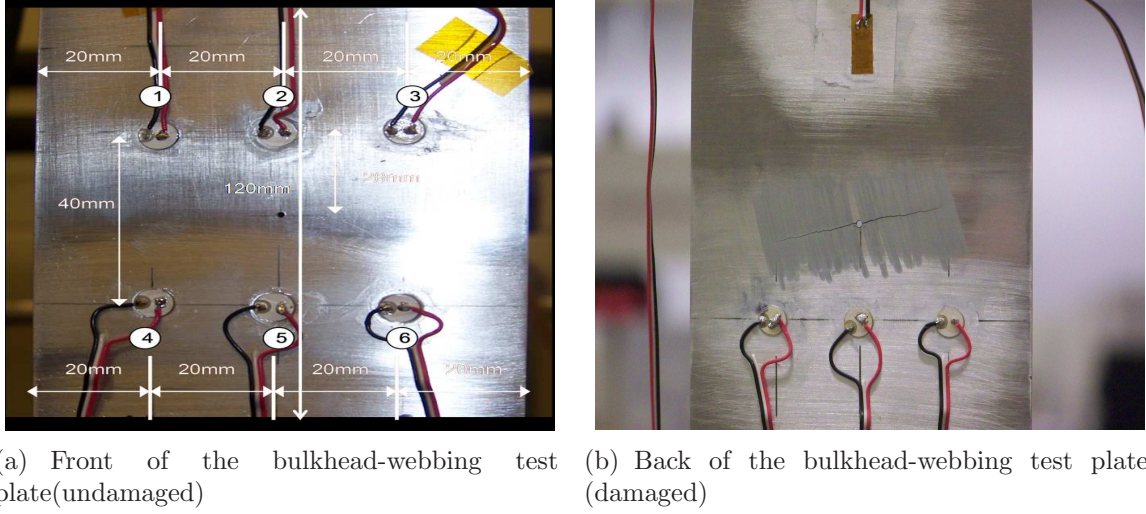 20mm 20mm 20mm 20mm
1 2 3
120mm
20mm
40mm
4 5 6
20mm 20mm 20mm 20mm
(a) Front of the bulkhead-webbing test
plate(undamaged)
(b) Back of the bulkhead-webbing test plate
(damaged)